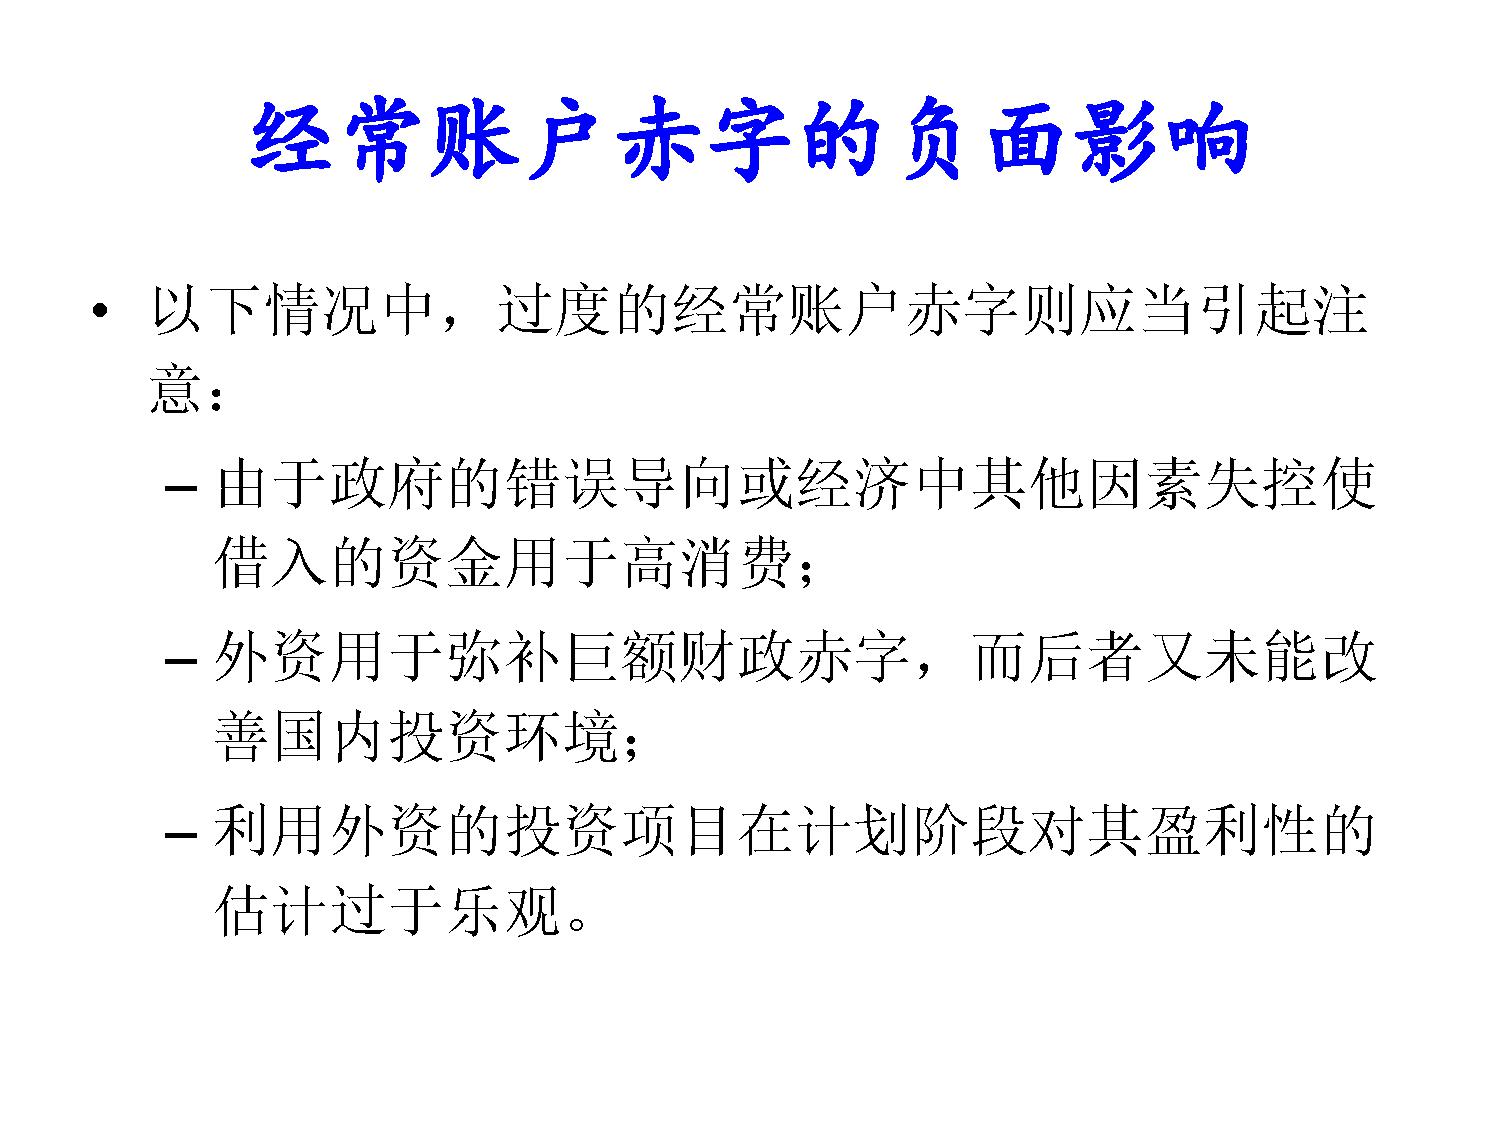 经常账户赤字的负面影响
• 以下情况中，过度的经常账户赤字则应当引起注
意：
– 由于政府的错误导向或经济中其他因素失控使
借入的资金用于高消费；
– 外资用于弥补巨额财政赤字，而后者又未能改
善国内投资环境；
– 利用外资的投资项目在计划阶段对其盈利性的
估计过于乐观。